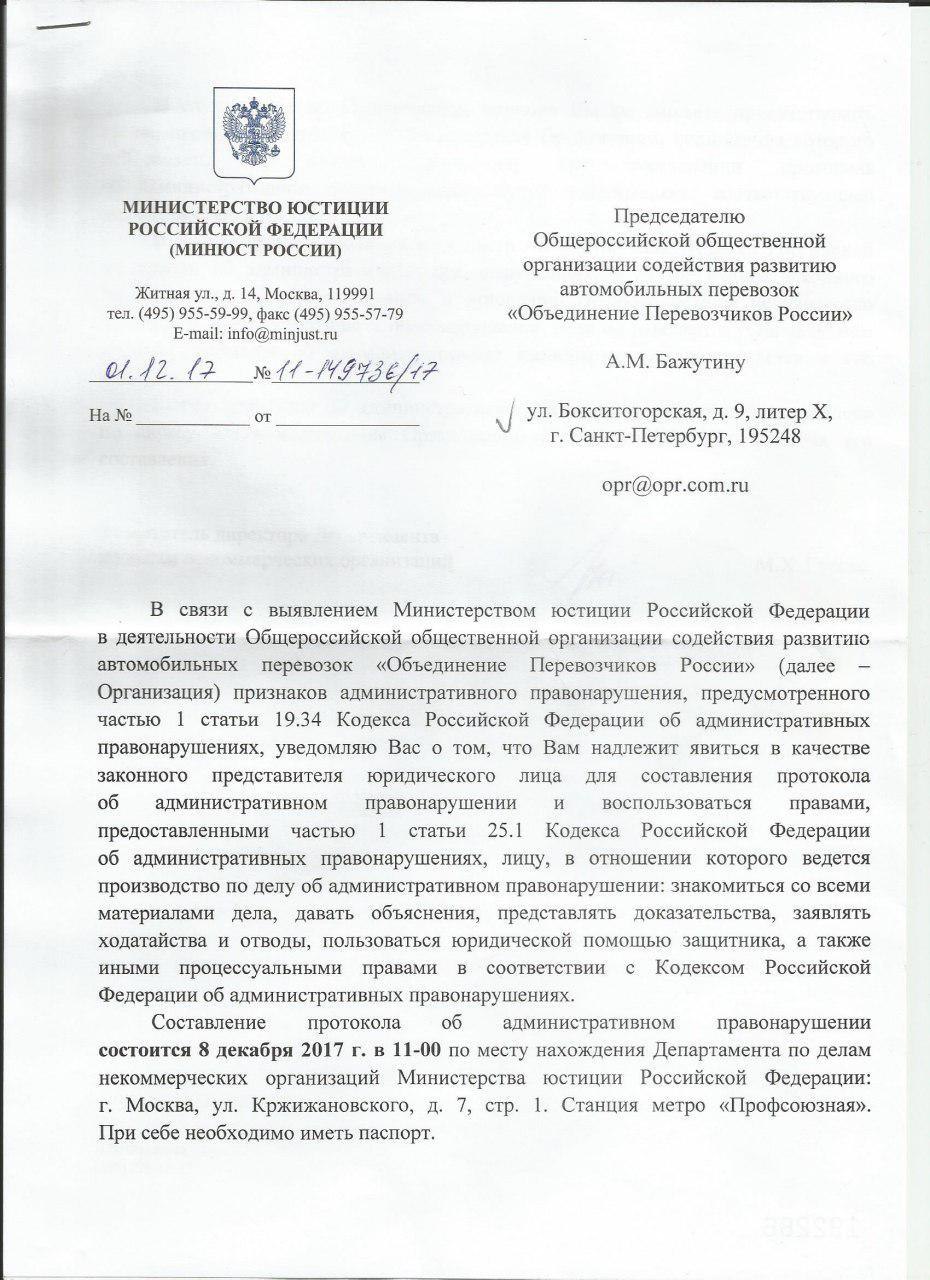 МИНИСТЕРСТВО ЮСТИЦИИ
РОССИЙСКОЙ ФЕДЕРАЦИИ
(МИНЮСТ РОССИИ)
Житная ул., д. 14, Москва, 119991
тел. (495) 955-59-99, факс (495) 955-57-79
E-mail: info@minjust.ru
01.12.17 № 11-149736/17
На № ____________ от _______________
Председателю
Общероссийской общественной
организации содействия развитию
автомобильных перевозок
«Объединение Перевозчиков России»
А.М. Бажутину
ул. Бокситогорская, д. 9, литер Х,
г. Санкт-Петербург, 195248
opr@opr.com.ru
В связи с выявлением Министерством юстиции Российской Федерации
в деятельности Общероссийской общественной организации содействия развитию
автомобильных перевозок «Объединение Перевозчиков России» (далее –
Организация) признаков административного правонарушения, предусмотренного
частью 1 статьи 19.34 Кодекса Российской Федерации об административных
правонарушениях, уведомляю Вас о том, что Вам надлежит явиться в качестве
законного представителя юридического лица для составления протокола
об административном правонарушении и воспользоваться правами,
предоставленными частью 1 статьи 25.1 Кодекса Российской Федерации
об административных правонарушениях, лицу, в отношении которого ведется
производство по делу об административном правонарушении: знакомиться со всеми
материалами дела, давать объяснения, представлять доказательства, заявлять
ходатайства и отводы, пользоваться юридической помощью защитника, а также
иными процессуальными правами в соответствии с Кодексом Российской
Федерации об административных правонарушениях.
Составление протокола об административном правонарушении
состоится 8 декабря 2017 г. в 11-00 по месту нахождения Департамента по делам
некоммерческих организаций Министерства юстиции Российской Федерации:
г. Москва, ул. Кржижановского, д. 7, стр. 1. Станция метро «Профсоюзная».
При себе необходимо иметь паспорт.